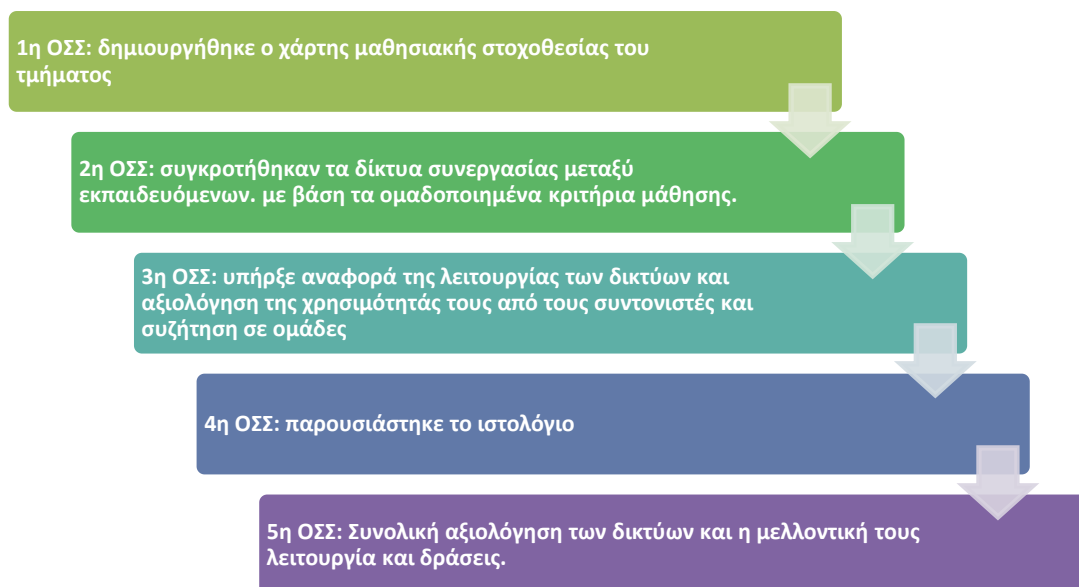 1η ΟΣΣ: δημιουργήθηκε ο χάρτης μαθησιακής στοχοθεσίας του
τμήματος
2η ΟΣΣ: συγκροτήθηκαν τα δίκτυα συνεργασίας μεταξύ
εκπαιδευόμενων. με βάση τα ομαδοποιημένα κριτήρια μάθησης.
3η ΟΣΣ: υπήρξε αναφορά της λειτουργίας των δικτύων και
αξιολόγηση της χρησιμότητάς τους από τους συντονιστές και
συζήτηση σε ομάδες
4η ΟΣΣ: παρουσιάστηκε το ιστολόγιο
5η ΟΣΣ: Συνολική αξιολόγηση των δικτύων και η μελλοντική τους
λειτουργία και δράσεις.